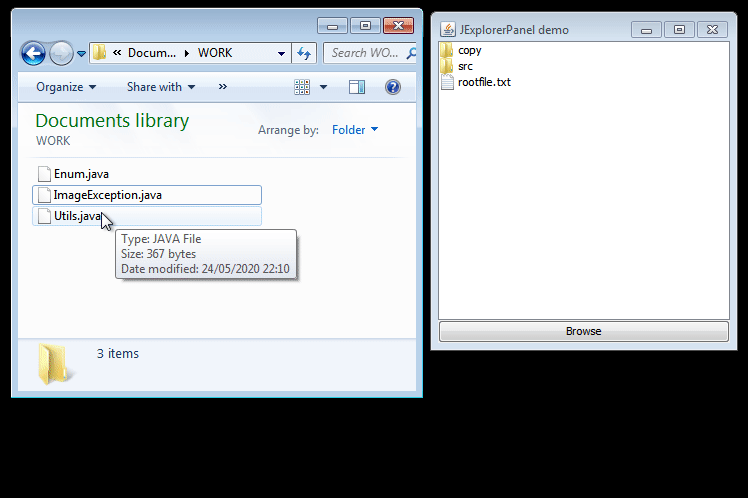 « Docum... WORK
Search WO...
Organize Share with »
Documents library
WORK
Arrange by: Folder
Enum.java
ImageException.java
Utils.java
Type: JAVA File
Size: 367 bytes
Date modified: 24/05/2020 22:10
3 items
JExplorerPanel demo
copy
src
rootfile.txt
Browse